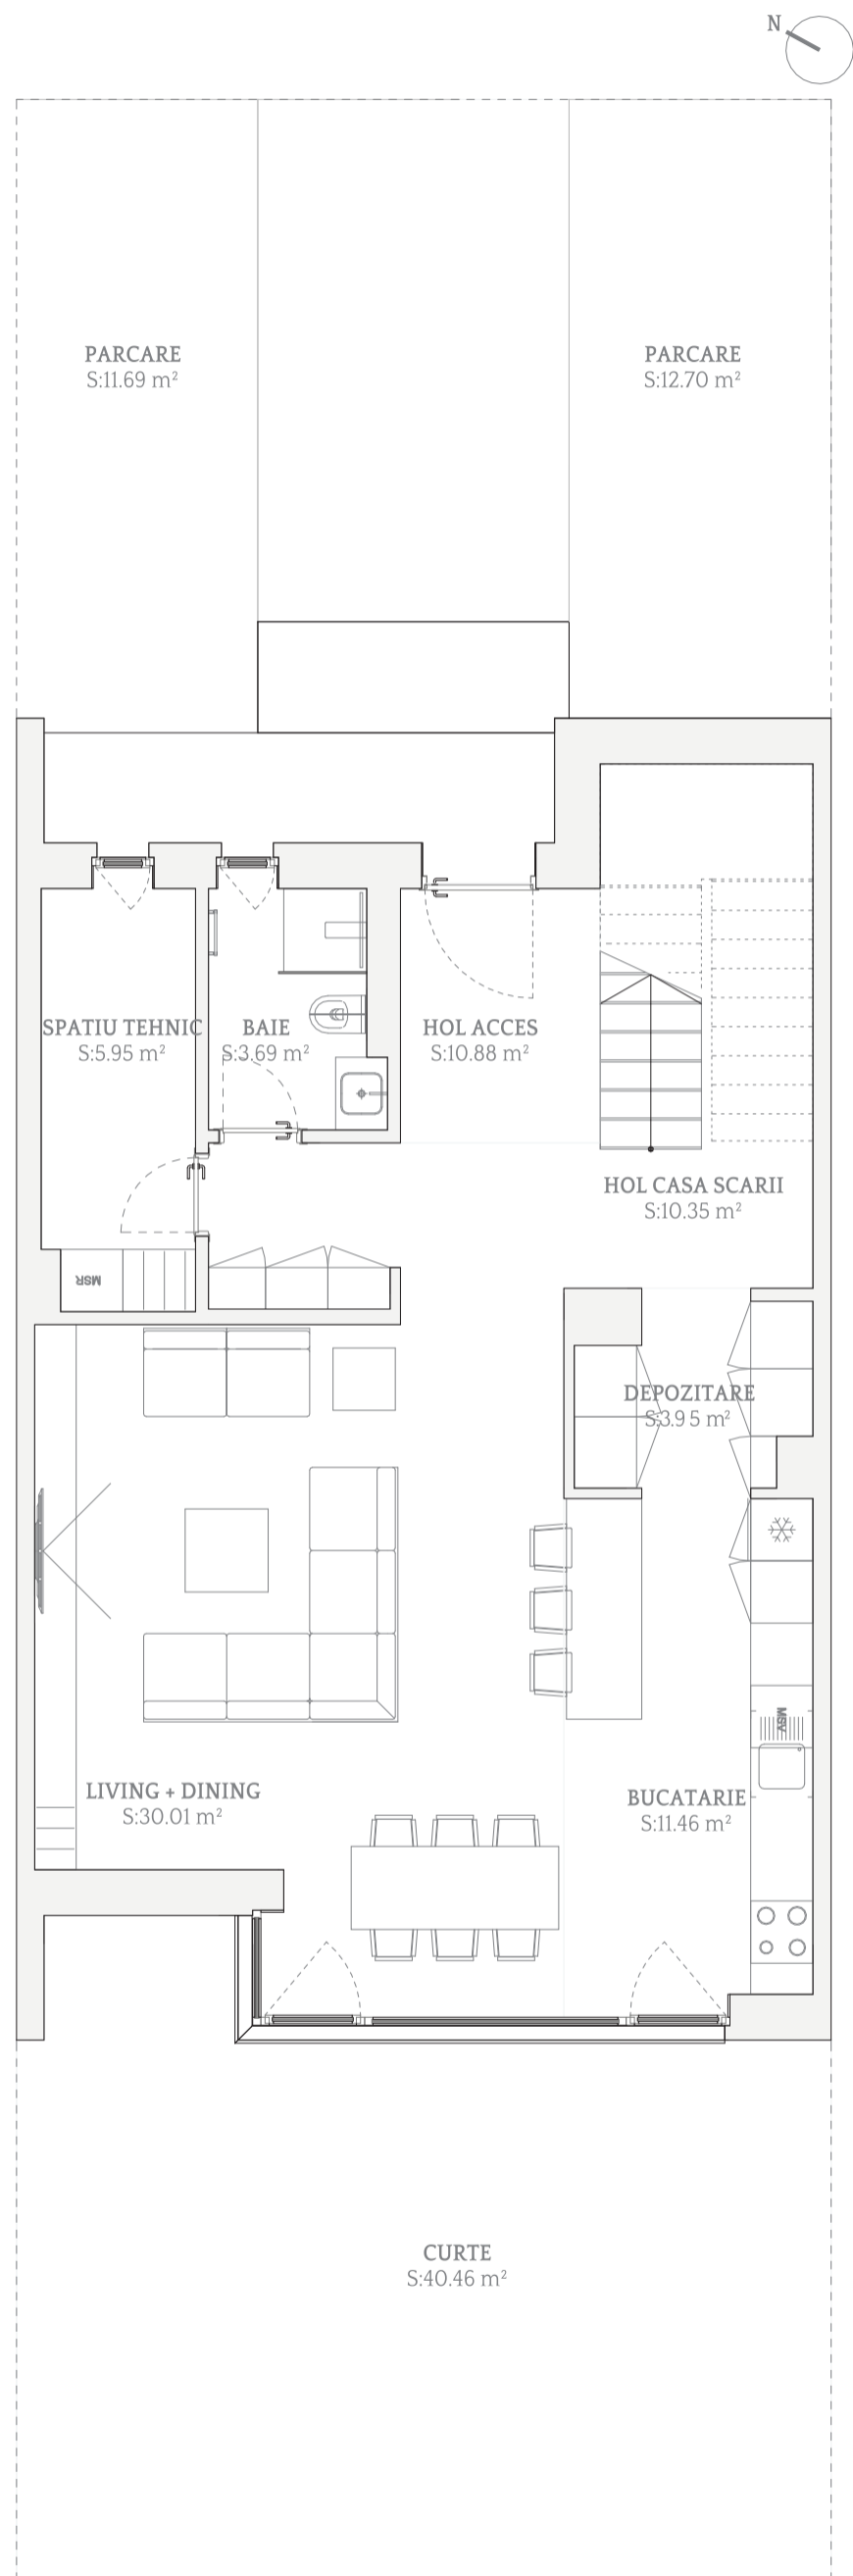 N
PARCARE
S:11.69 m²
PARCARE
S:12.70 m²
SPATIU TEHNIC
S:5.95 m²
BAIE
S:3.69 m²
HOL ACCES
S:10.88 m²
HOL CASA SCARII
S:10.35 m²
MSR
DEPOZITARE
S:3.95 m²
MSV
LIVING + DINING
S:30.01 m²
BUCATARIE
S:11.46 m²
CURTE
S:40.46 m²